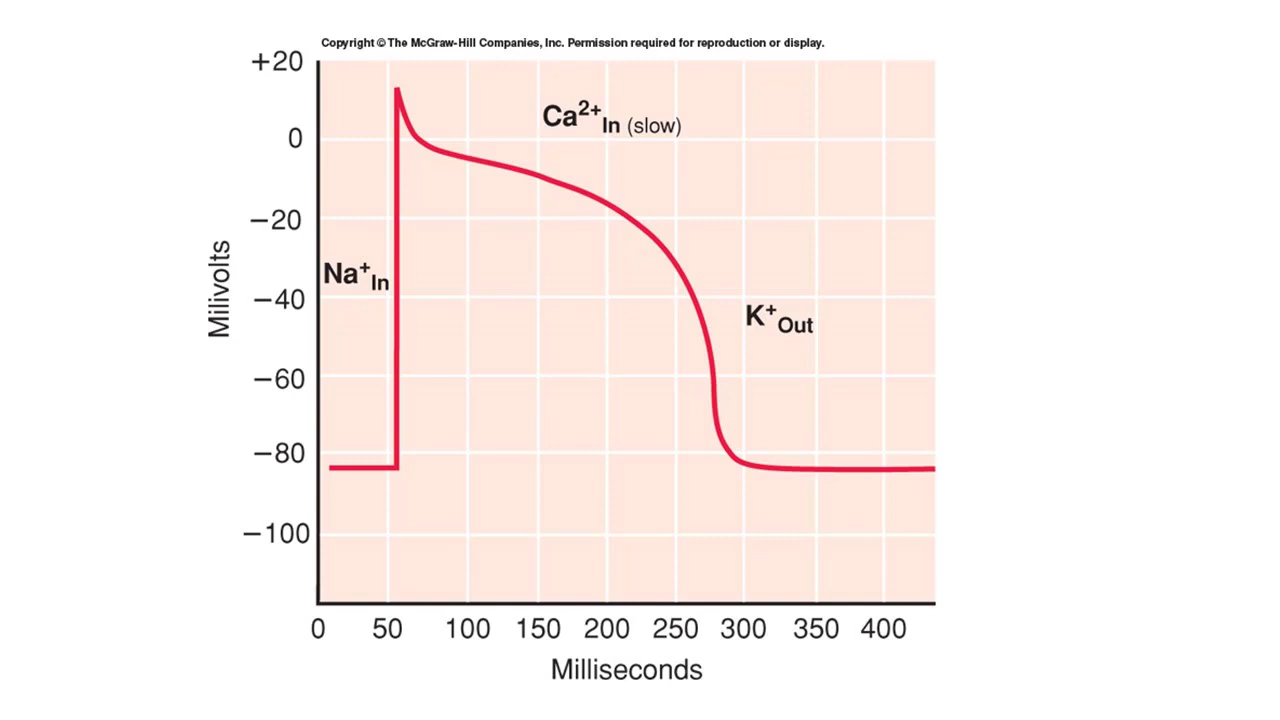 Copyright © The McGraw-Hill Companies, Inc. Permission required for reproduction or display.
+20
Ca²⁺In (slow)
0
−20
Na⁺In
−40
K⁺Out
−60
−80
−100
Milivolts
0 50 100 150 200 250 300 350 400
Milliseconds